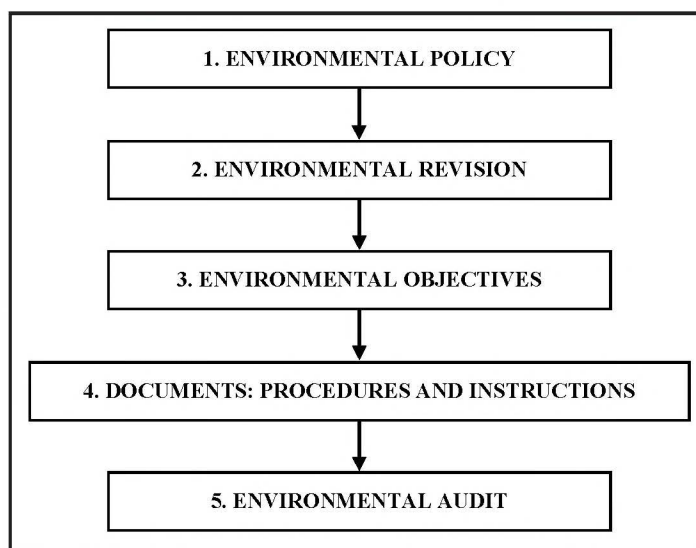 1. ENVIRONMENTAL POLICY
2. ENVIRONMENTAL REVISION
3. ENVIRONMENTAL OBJECTIVES
4. DOCUMENTS: PROCEDURES AND INSTRUCTIONS
5. ENVIRONMENTAL AUDIT